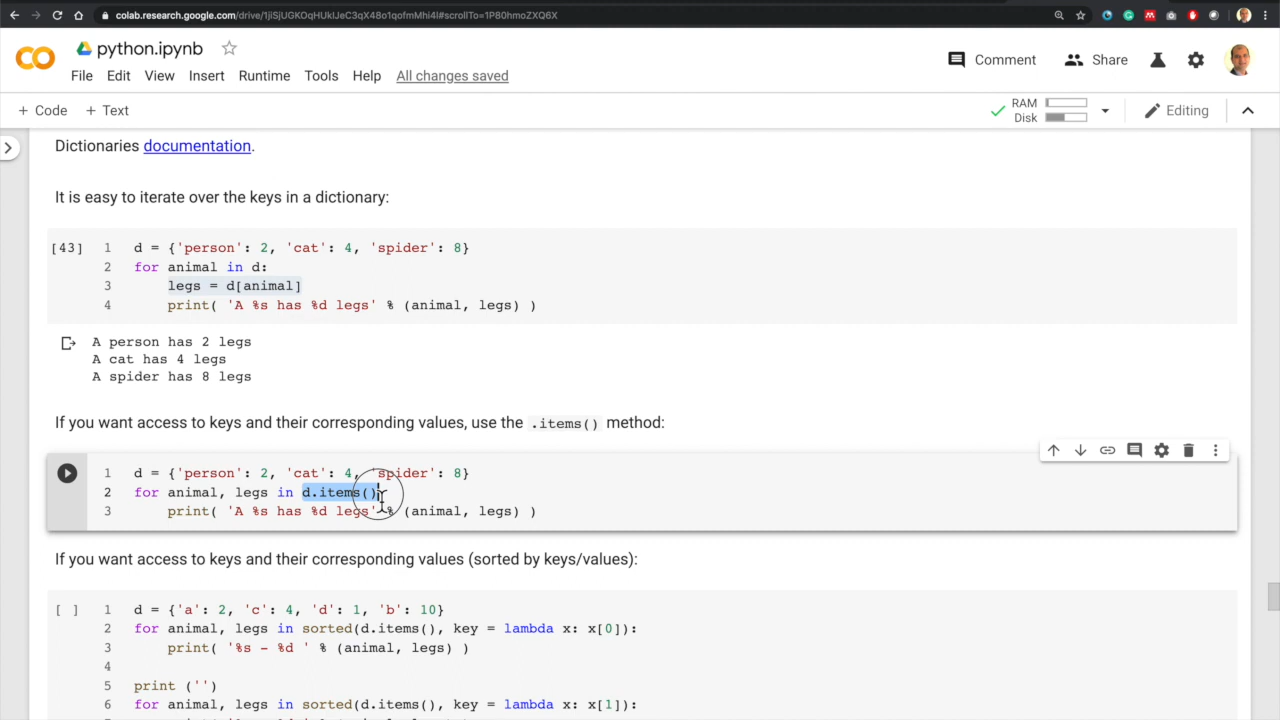 colab.research.google.com/drive/1jiSjUGKOqHUkIJeC3qX48o1qofmMhi4l#scrollTo=1P80hmoZXQ6X
python.ipynb
File Edit View Insert Runtime Tools Help All changes saved
Comment Share
+ Code + Text
RAM
Disk
Editing
Dictionaries documentation.
It is easy to iterate over the keys in a dictionary:
[43] 1 d = {'person': 2, 'cat': 4, 'spider': 8}
2 for animal in d:
3 legs = d[animal]
4 print( 'A %s has %d legs' % (animal, legs) )
A person has 2 legs
A cat has 4 legs
A spider has 8 legs
If you want access to keys and their corresponding values, use the .items() method:
1 d = {'person': 2, 'cat': 4, 'spider': 8}
2 for animal, legs in d.items()
3 print( 'A %s has %d legs' % (animal, legs) )
If you want access to keys and their corresponding values (sorted by keys/values):
[ ] 1 d = {'a': 2, 'c': 4, 'd': 1, 'b': 10}
2 for animal, legs in sorted(d.items(), key = lambda x: x[0]):
3 print( '%s - %d ' % (animal, legs) )
4
5 print ('')
6 for animal, legs in sorted(d.items(), key = lambda x: x[1]):